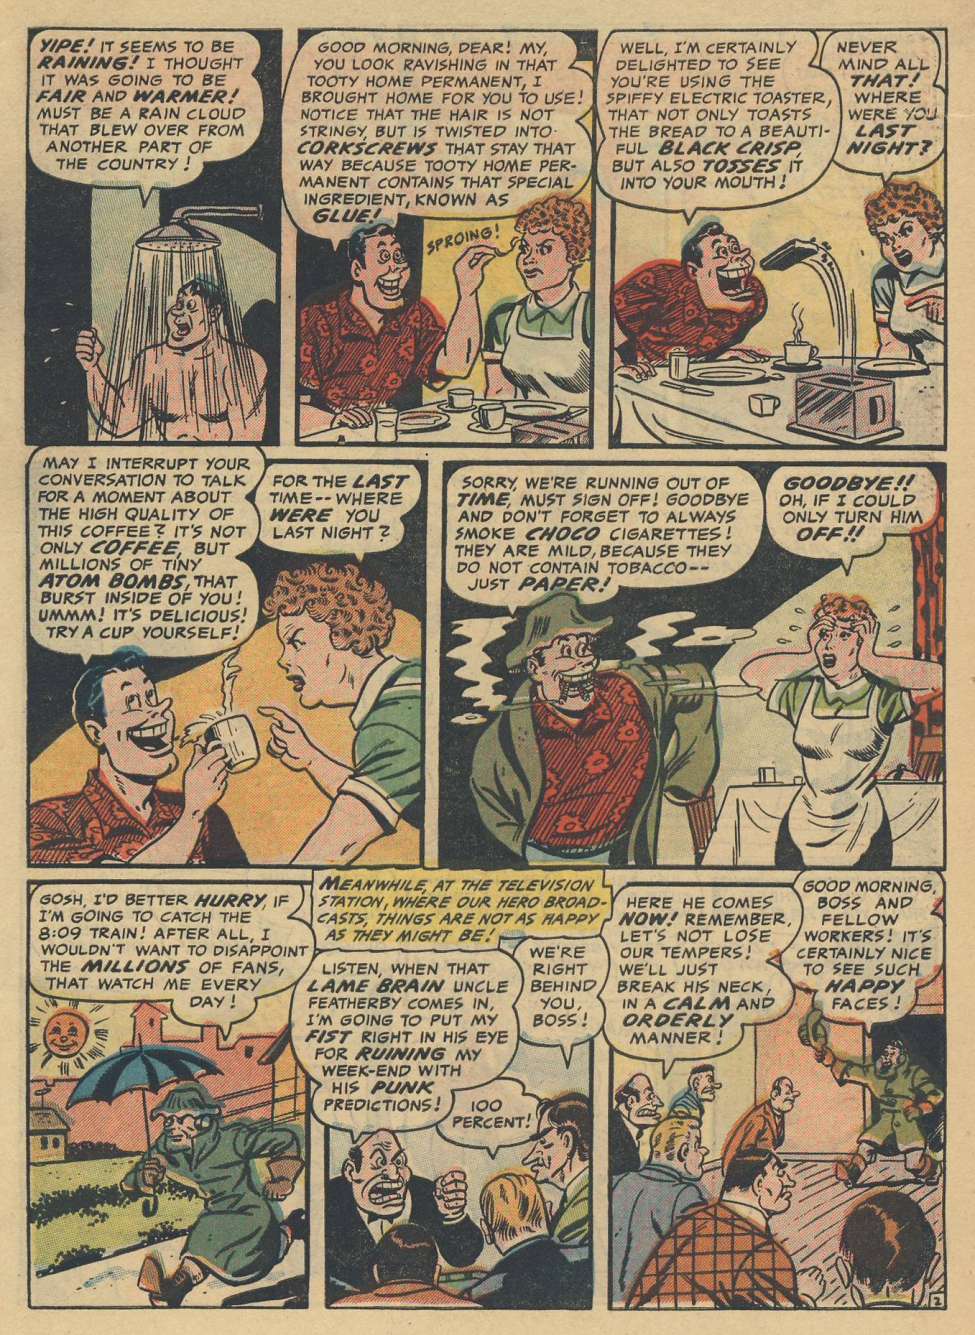 YIPE! IT SEEMS TO BE
RAINING! I THOUGHT
IT WAS GOING TO BE
FAIR AND WARMER!
MUST BE A RAIN CLOUD
THAT BLEW OVER FROM
ANOTHER PART OF
THE COUNTRY!
GOOD MORNING, DEAR! MY,
YOU LOOK RAVISHING IN THAT
TOOTY HOME PERMANENT, I
BROUGHT HOME FOR YOU TO USE!
NOTICE THAT THE HAIR IS NOT
STRINGY, BUT IS TWISTED INTO
CORKSCREWS THAT STAY THAT
WAY BECAUSE TOOTY HOME PER-
MANENT CONTAINS THAT SPECIAL
INGREDIENT, KNOWN AS
GLUE!
SPROING!
WELL, I'M CERTAINLY
DELIGHTED TO SEE
YOU'RE USING THE
SPIFFY ELECTRIC TOASTER,
THAT NOT ONLY TOASTS
THE BREAD TO A BEAUTI-
FUL BLACK CRISP,
BUT ALSO TOSSES IT
INTO YOUR MOUTH!
NEVER
MIND ALL
THAT!
WHERE
WERE YOU
LAST
NIGHT?
MAY I INTERRUPT YOUR
CONVERSATION TO TALK
FOR A MOMENT ABOUT
THE HIGH QUALITY OF
THIS COFFEE? IT'S NOT
ONLY COFFEE, BUT
MILLIONS OF TINY
ATOM BOMBS, THAT
BURST INSIDE OF YOU!
UMMM! IT'S DELICIOUS!
TRY A CUP YOURSELF!
FOR THE LAST
TIME--WHERE
WERE YOU
LAST NIGHT?
SORRY, WE'RE RUNNING OUT OF
TIME, MUST SIGN OFF! GOODBYE
AND DON'T FORGET TO ALWAYS
SMOKE CHOCO CIGARETTES!
THEY ARE MILD, BECAUSE THEY
DO NOT CONTAIN TOBACCO--
JUST PAPER!
GOODBYE!!
OH, IF I COULD
ONLY TURN HIM
OFF!!
GOSH, I'D BETTER HURRY, IF
I'M GOING TO CATCH THE
8:09 TRAIN! AFTER ALL, I
WOULDN'T WANT TO DISAPPOINT
THE MILLIONS OF FANS,
THAT WATCH ME EVERY
DAY!
MEANWHILE, AT THE TELEVISION
STATION, WHERE OUR HERO BROAD-
CASTS, THINGS ARE NOT AS HAPPY
AS THEY MIGHT BE!
LISTEN, WHEN THAT
LAME BRAIN UNCLE
FEATHERBY COMES IN,
I'M GOING TO PUT MY
FIST RIGHT IN HIS EYE
FOR RUINING MY
WEEK-END WITH
HIS PUNK
PREDICTIONS!
WE'RE
RIGHT
BEHIND
YOU,
BOSS!
100
PERCENT!
HERE HE COMES
NOW! REMEMBER,
LET'S NOT LOSE
OUR TEMPERS!
WE'LL JUST
BREAK HIS NECK,
IN A CALM AND
ORDERLY
MANNER!
GOOD MORNING,
BOSS AND
FELLOW
WORKERS! IT'S
CERTAINLY NICE
TO SEE SUCH
HAPPY
FACES!
2